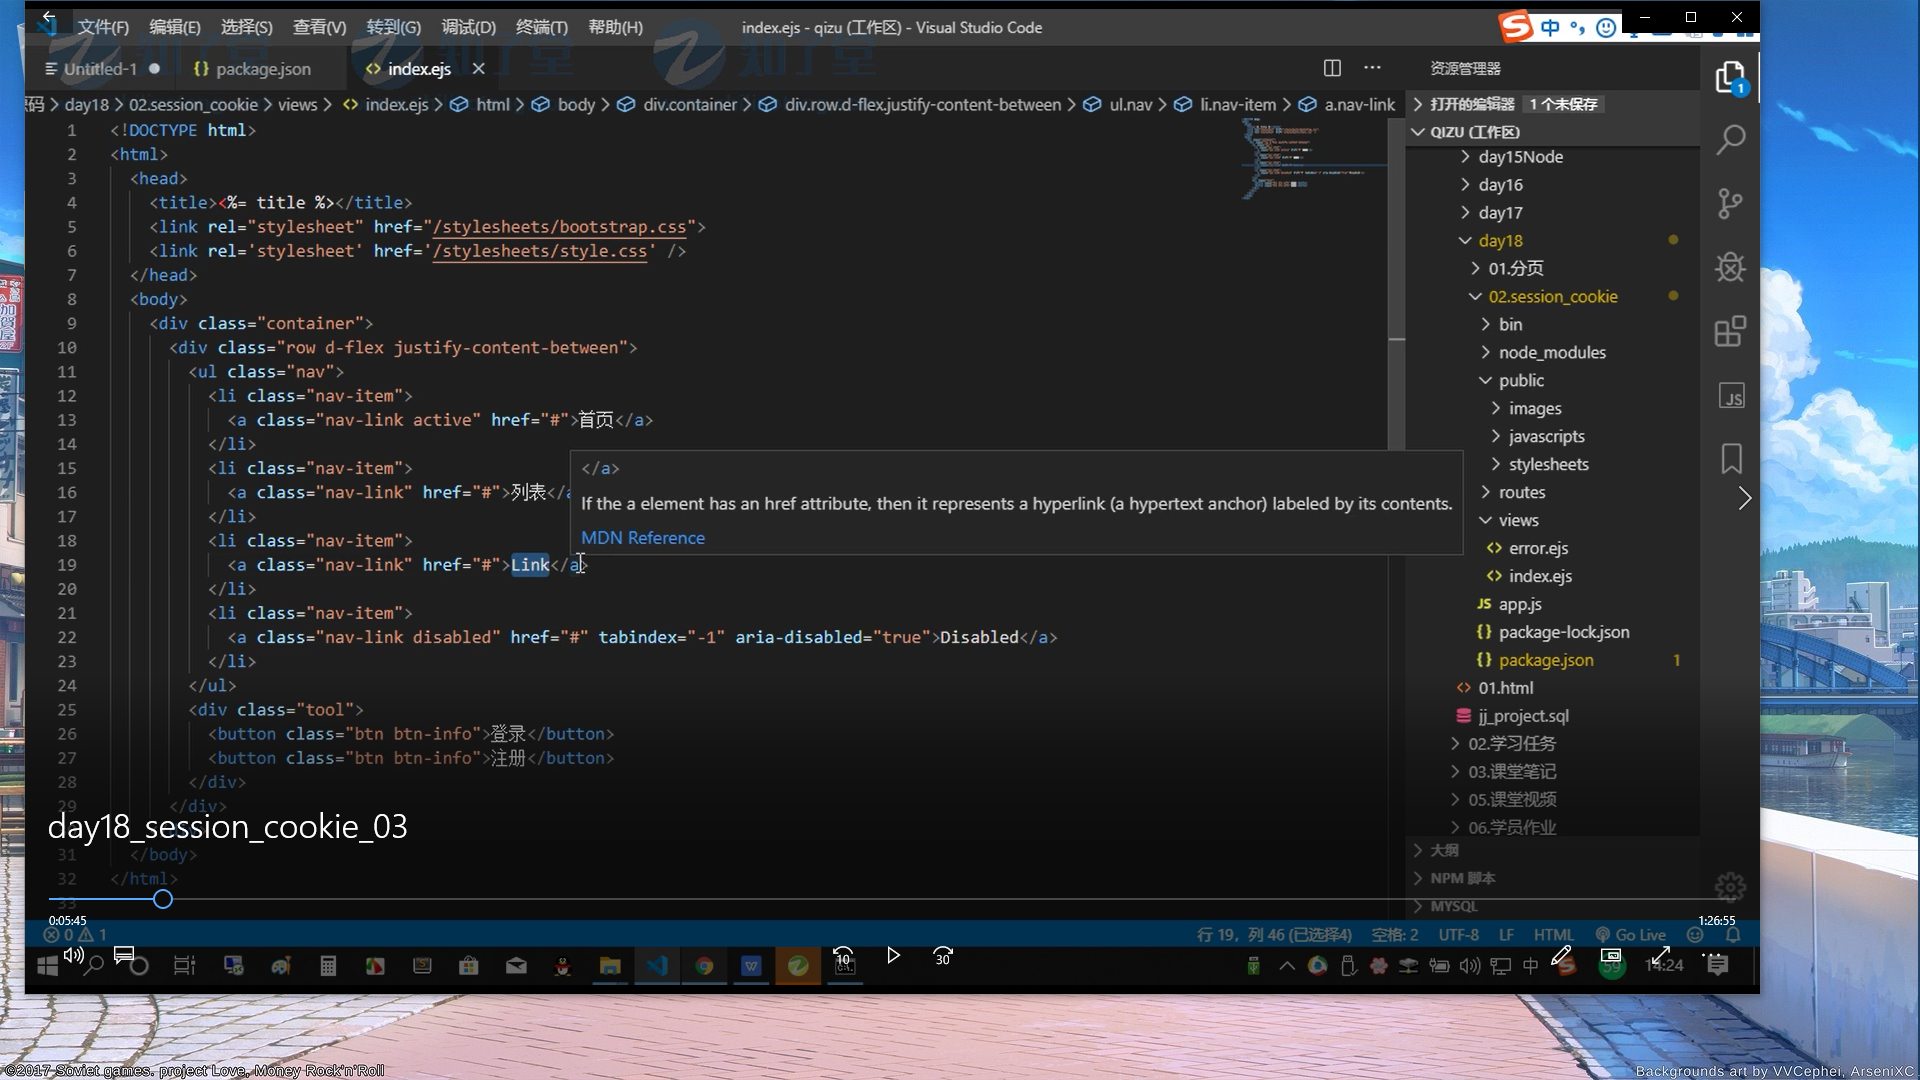 文件(F) 编辑(E) 选择(S) 查看(V) 转到(G) 调试(D) 终端(T) 帮助(H) index.ejs - qizu (工作区) - Visual Studio Code 中
Untitled-1 {} package.json <> index.ejs 资源管理器
码 > day18 > 02.session_cookie > views > <> index.ejs > html > body > div.container > div.row.d-flex.justify-content-between > ul.nav > li.nav-item > a.nav-link
1 <!DOCTYPE html>
2 <html>
3 <head>
4 <title><%= title %></title>
5 <link rel="stylesheet" href="/stylesheets/bootstrap.css">
6 <link rel='stylesheet' href='/stylesheets/style.css' />
7 </head>
8 <body>
9 <div class="container">
10 <div class="row d-flex justify-content-between">
11 <ul class="nav">
12 <li class="nav-item">
13 <a class="nav-link active" href="#">首页</a>
14 </li>
15 <li class="nav-item">
16 <a class="nav-link" href="#">列表</a
17 </li>
18 <li class="nav-item">
19 <a class="nav-link" href="#">Link</a>
20 </li>
21 <li class="nav-item">
22 <a class="nav-link disabled" href="#" tabindex="-1" aria-disabled="true">Disabled</a>
23 </li>
24 </ul>
25 <div class="tool">
26 <button class="btn btn-info">登录</button>
27 <button class="btn btn-info">注册</button>
28 </div>
29 </div>
31 </body>
32 </html>
33
</a>
If the a element has an href attribute, then it represents a hyperlink (a hypertext anchor) labeled by its contents.
MDN Reference
打开的编辑器 1 个未保存
QIZU (工作区)
day15Node
day16
day17
day18
01.分页
02.session_cookie
bin
node_modules
public
images
javascripts
stylesheets
routes
views
<> error.ejs
<> index.ejs
JS app.js
{} package-lock.json
{} package.json 1
<> 01.html
jj_project.sql
02.学习任务
03.课堂笔记
05.课堂视频
06.学员作业
大纲
NPM 脚本
MYSQL
1
JS
day18_session_cookie_03
0:05:45 1:26:55
0 1 行 19，列 46 (已选择4) 空格: 2 UTF-8 LF HTML Go Live
10 30 中 59 14:24
©2017 Soviet games. project Love, Money Rock'n'Roll
Backgrounds art by VVCephei, ArseniXC